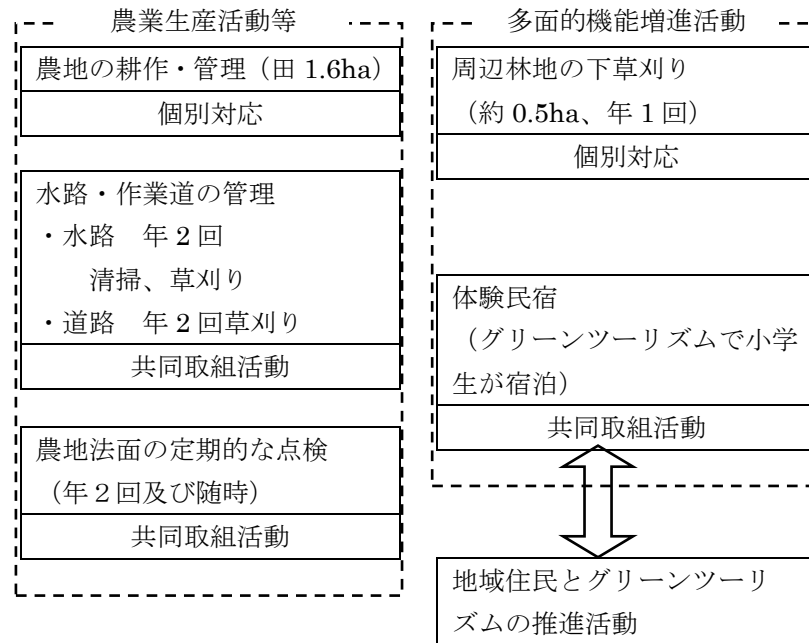 農業生産活動等
農地の耕作・管理（田 1.6ha）
個別対応
水路・作業道の管理
・水路　年２回
清掃、草刈り
・道路　年２回草刈り
共同取組活動
農地法面の定期的な点検
（年２回及び随時）
共同取組活動
多面的機能増進活動
周辺林地の下草刈り
（約 0.5ha、年１回）
個別対応
体験民宿
（グリーンツーリズムで小学
生が宿泊）
共同取組活動
地域住民とグリーンツーリ
ズムの推進活動